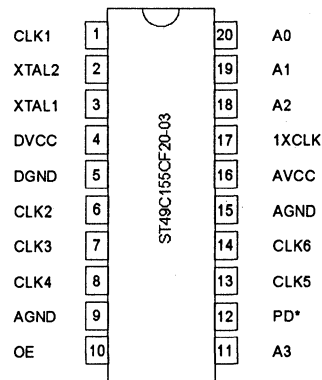 CLK1 1 20 A0
XTAL2 2 19 A1
XTAL1 3 18 A2
DVCC 4 17 1XCLK
DGND 5 16 AVCC
CLK2 6 15 AGND
CLK3 7 14 CLK6
CLK4 8 13 CLK5
AGND 9 12 PD*
OE 10 11 A3
ST49C155CF20-03